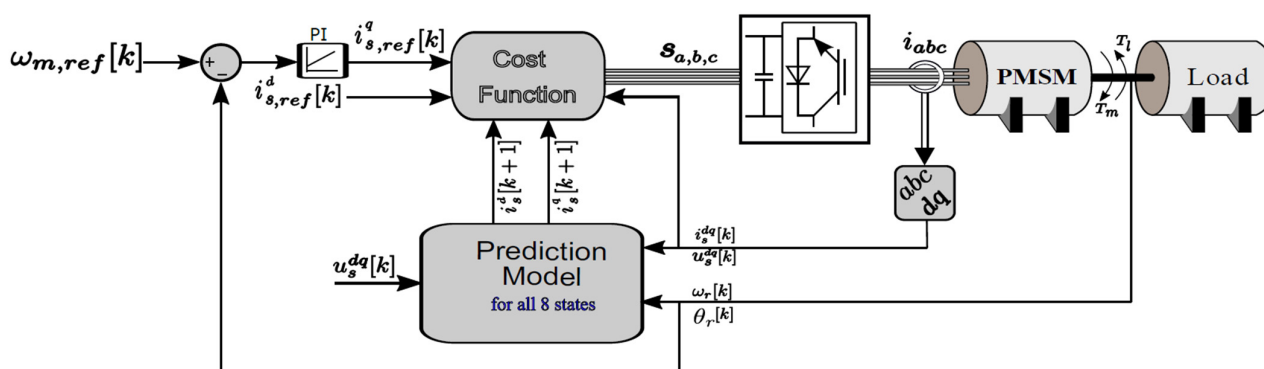 PI
ω_{m,ref}[k]
+
−
i^q_{s,ref}[k]
i^d_{s,ref}[k]
Cost
Function
s_{a,b,c}
i_{abc}
PMSM
T_l
T_m
Load
abc
dq
i^d_s[k+1]
i^q_s[k+1]
i^{dq}_s[k]
u^{dq}_s[k]
u^{dq}_s[k]
Prediction
Model
for all 8 states
ω_r[k]
θ_r[k]